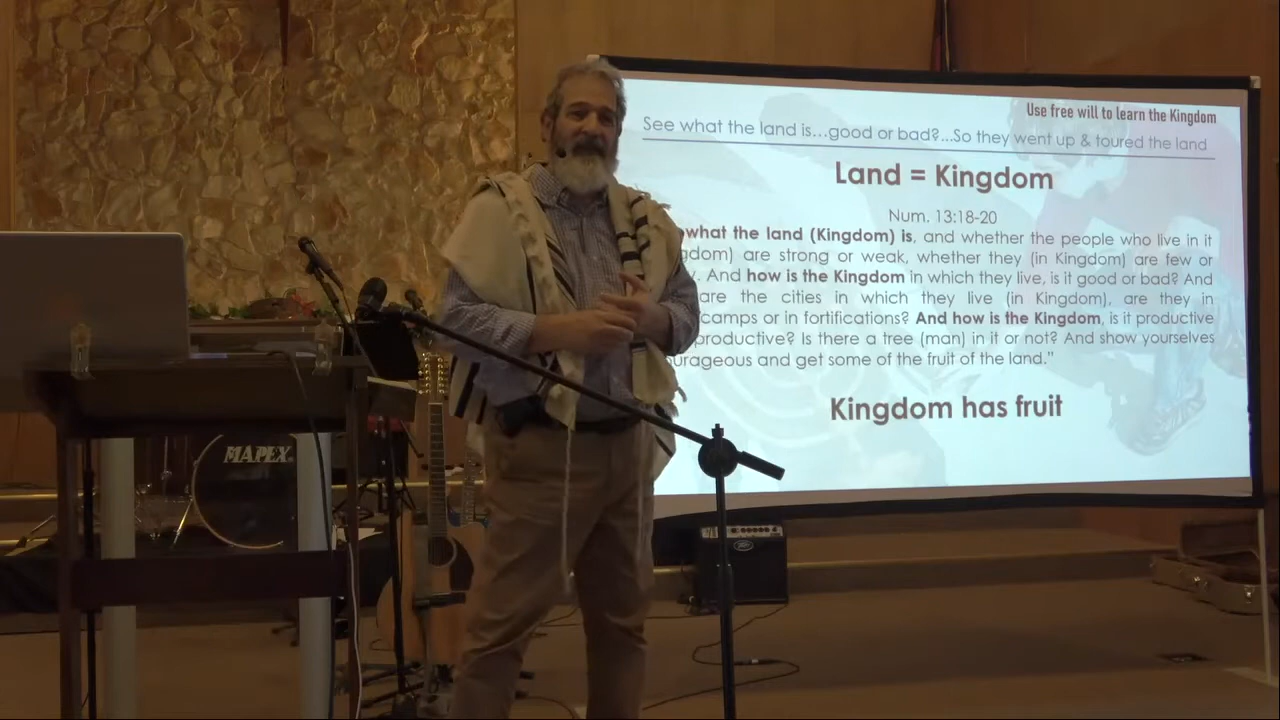 Use free will to learn the Kingdom
See what the land is...good or bad?...So they went up & toured the land
Land = Kingdom
Num. 13:18-20
what the land (Kingdom) is, and whether the people who live in it
are strong or weak, whether they (in Kingdom) are few or
And how is the Kingdom in which they live, is it good or bad? And
are the cities in which they live (in Kingdom), are they in
camps or in fortifications? And how is the Kingdom, is it productive
productive? Is there a tree (man) in it or not? And show yourselves
and get some of the fruit of the land."
Kingdom has fruit
MAPEX